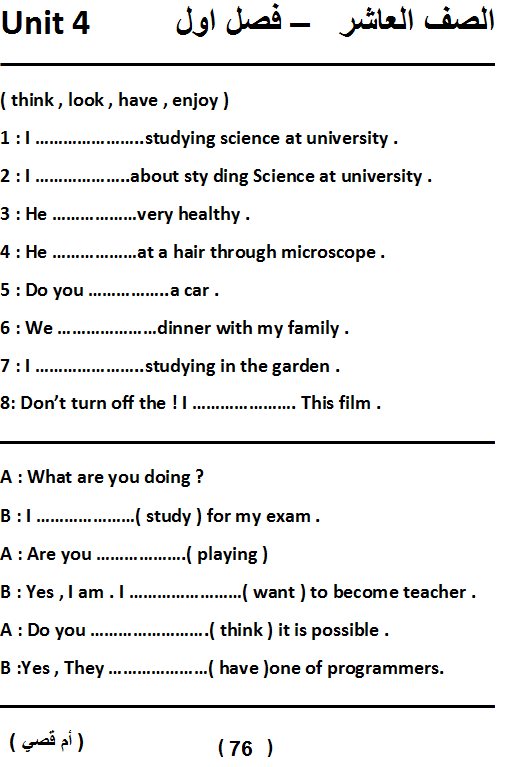 Unit 4 الصف العاشر – فصل اول
( think , look , have , enjoy )
1 : I …………………..studying science at university .
2 : I ………………..about sty ding Science at university .
3 : He ………………very healthy .
4 : He ………………at a hair through microscope .
5 : Do you ……………..a car .
6 : We …………………dinner with my family .
7 : I …………………..studying in the garden .
8: Don’t turn off the ! I …………………. This film .
A : What are you doing ?
B : I …………………( study ) for my exam .
A : Are you ……………….( playing )
B : Yes , I am . I ……………………( want ) to become teacher .
A : Do you …………………….( think ) it is possible .
B :Yes , They …………………( have )one of programmers.
( أم قصي )
( 76 )